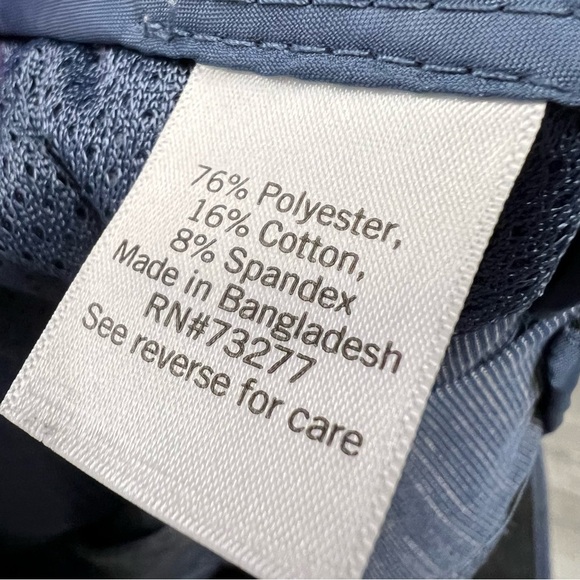 76% Polyester,
16% Cotton,
8% Spandex
Made in Bangladesh
RN#73277
See reverse for care